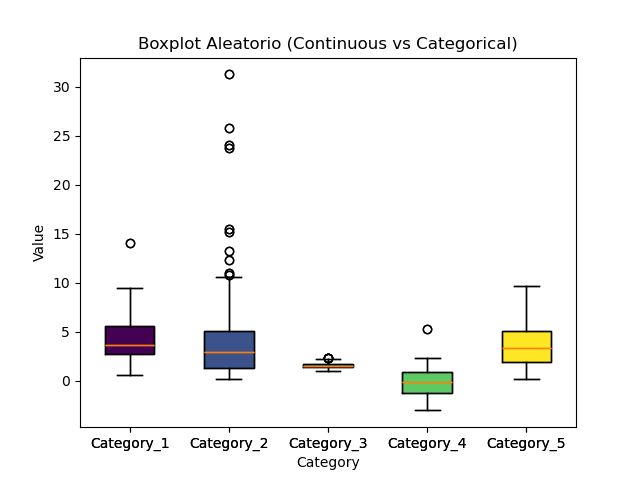 Boxplot Aleatorio (Continuous vs Categorical)
30
25
20
15
10
5
0
Value
Category_1 Category_2 Category_3 Category_4 Category_5
Category